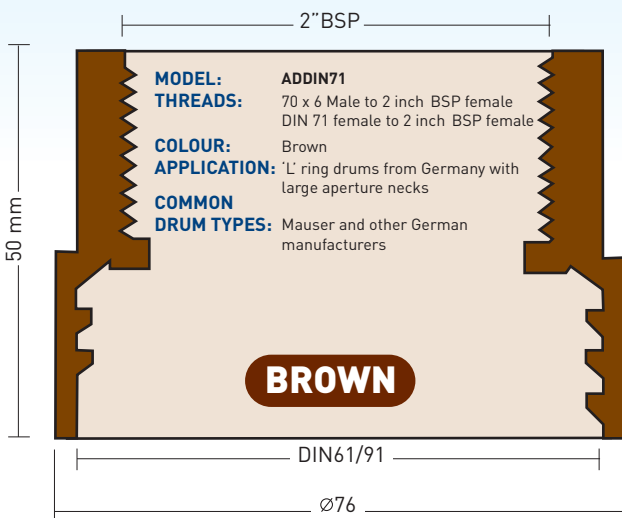 2”BSP
MODEL: ADDIN71
THREADS: 70 x 6 Male to 2 inch BSP female
DIN 71 female to 2 inch BSP female
COLOUR: Brown
APPLICATION: ‘L’ ring drums from Germany with
large aperture necks
COMMON
DRUM TYPES: Mauser and other German
manufacturers
50 mm
BROWN
DIN61/91
Ø76